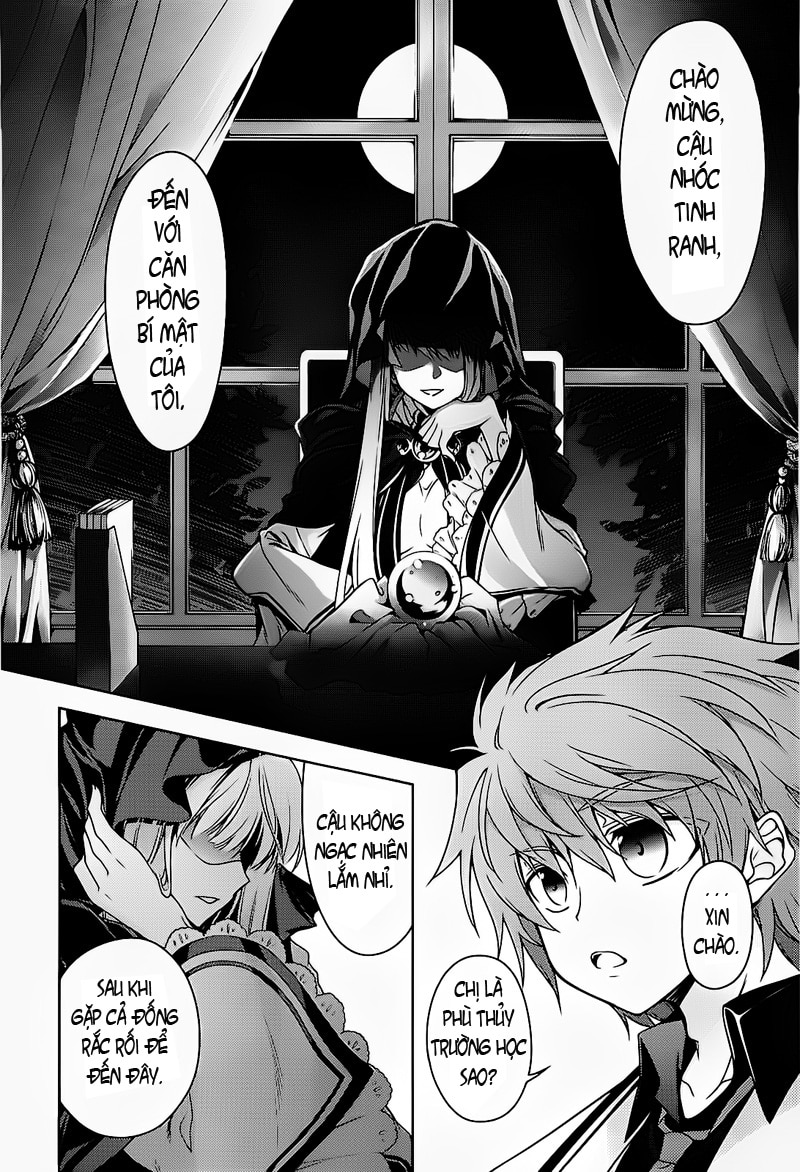 CHÀO
MỪNG,
CẬU
NHÓC
TINH
RANH,
ĐẾN
VỚI
CĂN
PHÒNG
BÍ MẬT
CỦA
TÔI.
...
XIN
CHÀO.
CHỊ LÀ
PHÙ THỦY
TRƯỜNG HỌC
SAO?
CẬU KHÔNG
NGẠC NHIÊN
LẮM NHỈ.
SAU KHI
GẶP CẢ ĐỐNG
RẮC RỐI ĐỂ
ĐẾN ĐÂY.